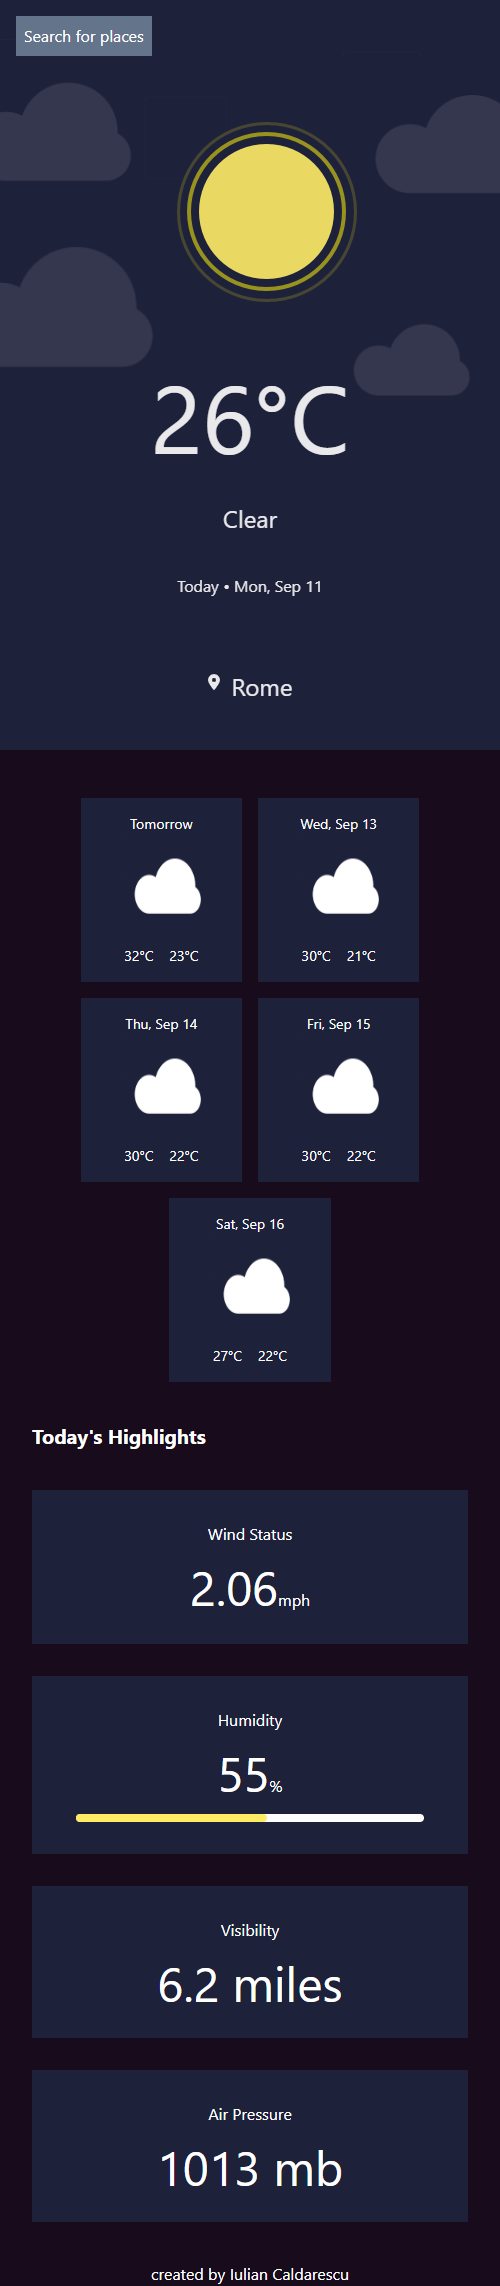 Search for places
26°C
Clear
Today • Mon, Sep 11
Rome
Tomorrow
32°C 23°C
Wed, Sep 13
30°C 21°C
Thu, Sep 14
30°C 22°C
Fri, Sep 15
30°C 22°C
Sat, Sep 16
27°C 22°C
Today's Highlights
Wind Status
2.06mph
Humidity
55%
Visibility
6.2 miles
Air Pressure
1013 mb
created by Iulian Caldarescu